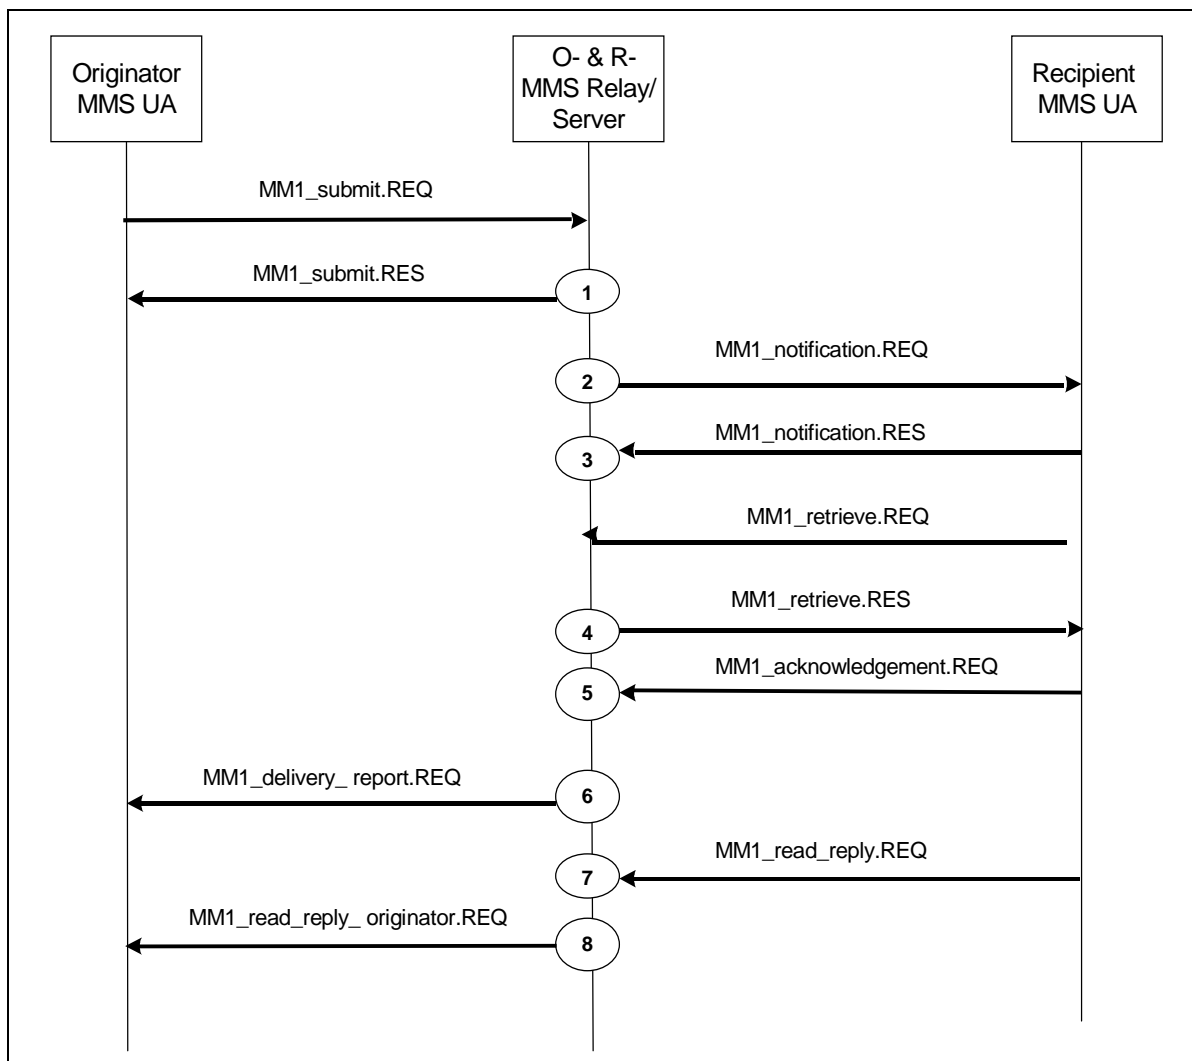 Originator
MMS UA
O- & R-
MMS Relay/
Server
Recipient
MMS UA
MM1_submit.REQ
MM1_submit.RES
1
MM1_notification.REQ
2
MM1_notification.RES
3
MM1_retrieve.REQ
MM1_retrieve.RES
4
MM1_acknowledgement.REQ
5
MM1_delivery_ report.REQ
6
MM1_read_reply.REQ
7
MM1_read_reply_ originator.REQ
8